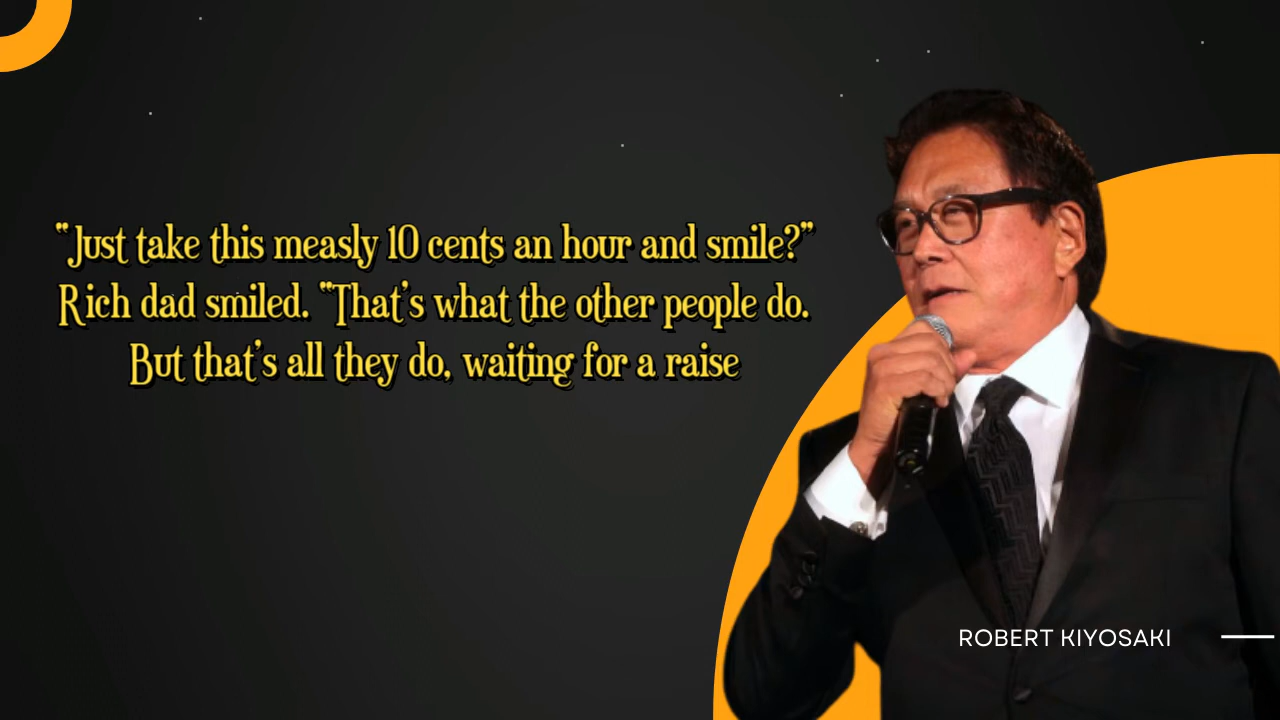 “Just take this measly 10 cents an hour and smile?”
Rich dad smiled. “That’s what the other people do.
But that’s all they do, waiting for a raise
ROBERT KIYOSAKI